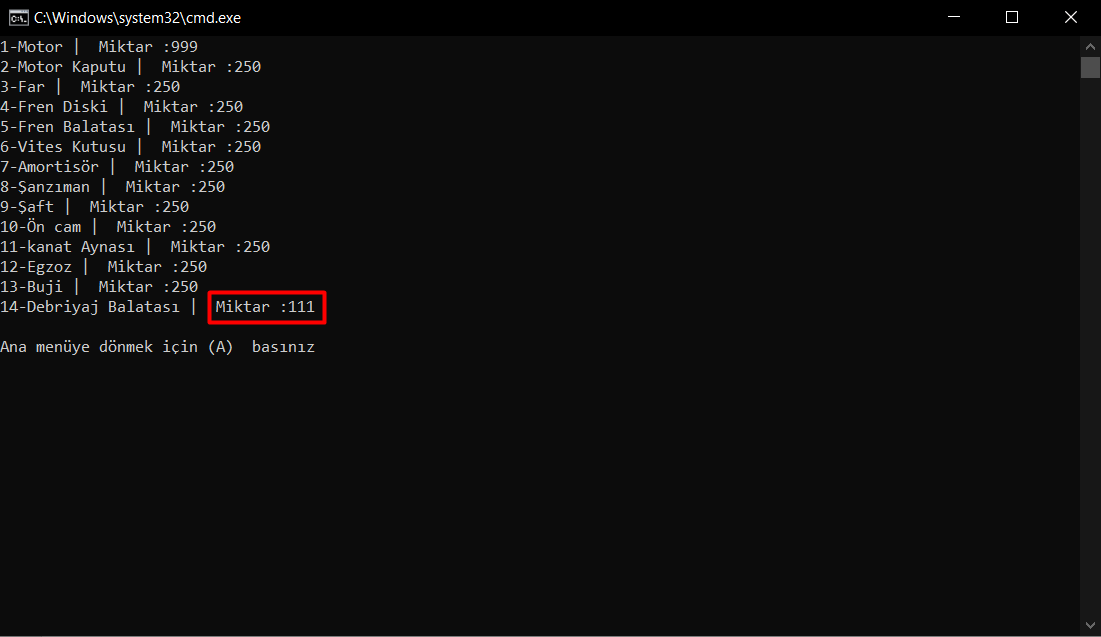 C:\Windows\system32\cmd.exe
1-Motor |  Miktar :999
2-Motor Kaputu |  Miktar :250
3-Far |  Miktar :250
4-Fren Diski |  Miktar :250
5-Fren Balatası |  Miktar :250
6-Vites Kutusu |  Miktar :250
7-Amortisör |  Miktar :250
8-Şanzıman |  Miktar :250
9-Şaft |  Miktar :250
10-Ön cam |  Miktar :250
11-kanat Aynası |  Miktar :250
12-Egzoz |  Miktar :250
13-Buji |  Miktar :250
14-Debriyaj Balatası |  Miktar :111
Ana menüye dönmek için (A)  basınız